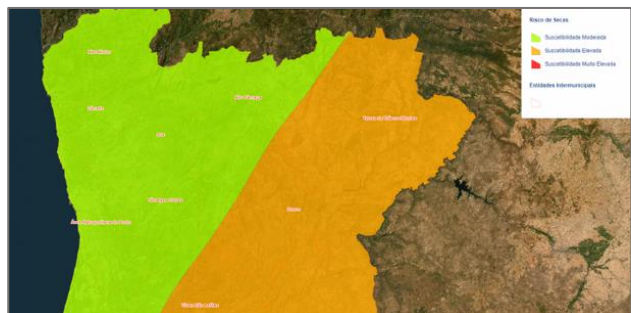 Risco de Secas
Suscetibilidade Moderada
Suscetibilidade Elevada
Suscetibilidade Muito Elevada
Entidades Intermunicipais
Alto Minho
Cávado
Ave
Alto Tâmega
Terras de Trás-os-Montes
Tâmega e Sousa
Douro
Área Metropolitana do Porto
Viseu Dão Lafões